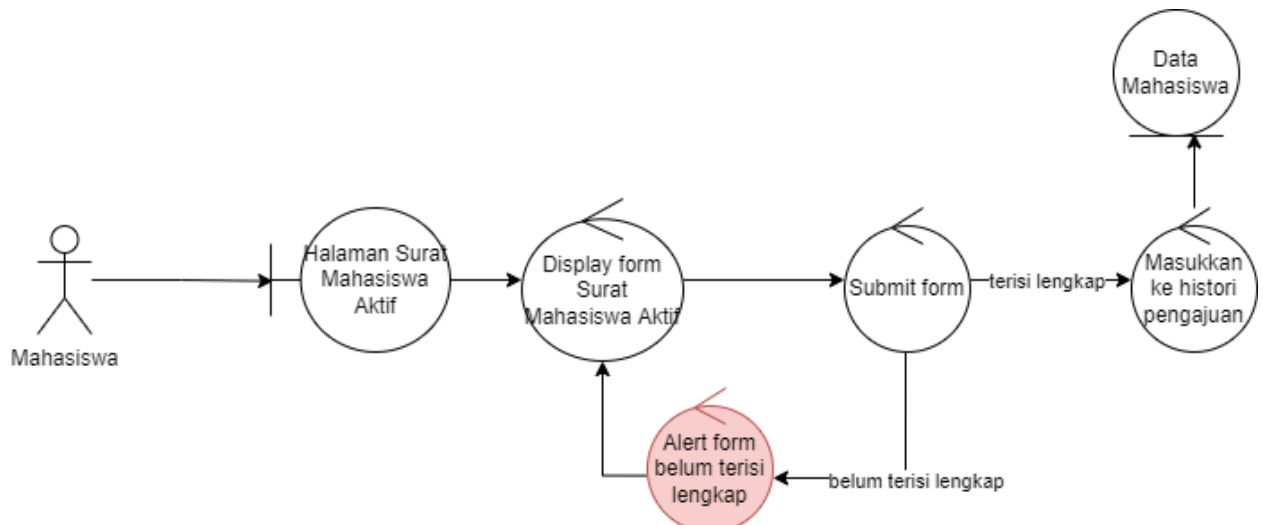 Data
Mahasiswa
Halaman Surat
Mahasiswa
Aktif
Display form
Surat
Mahasiswa Aktif
Submit form
terisi lengkap
Masukkan
ke histori
pengajuan
Mahasiswa
Alert form
belum terisi
lengkap
belum terisi lengkap